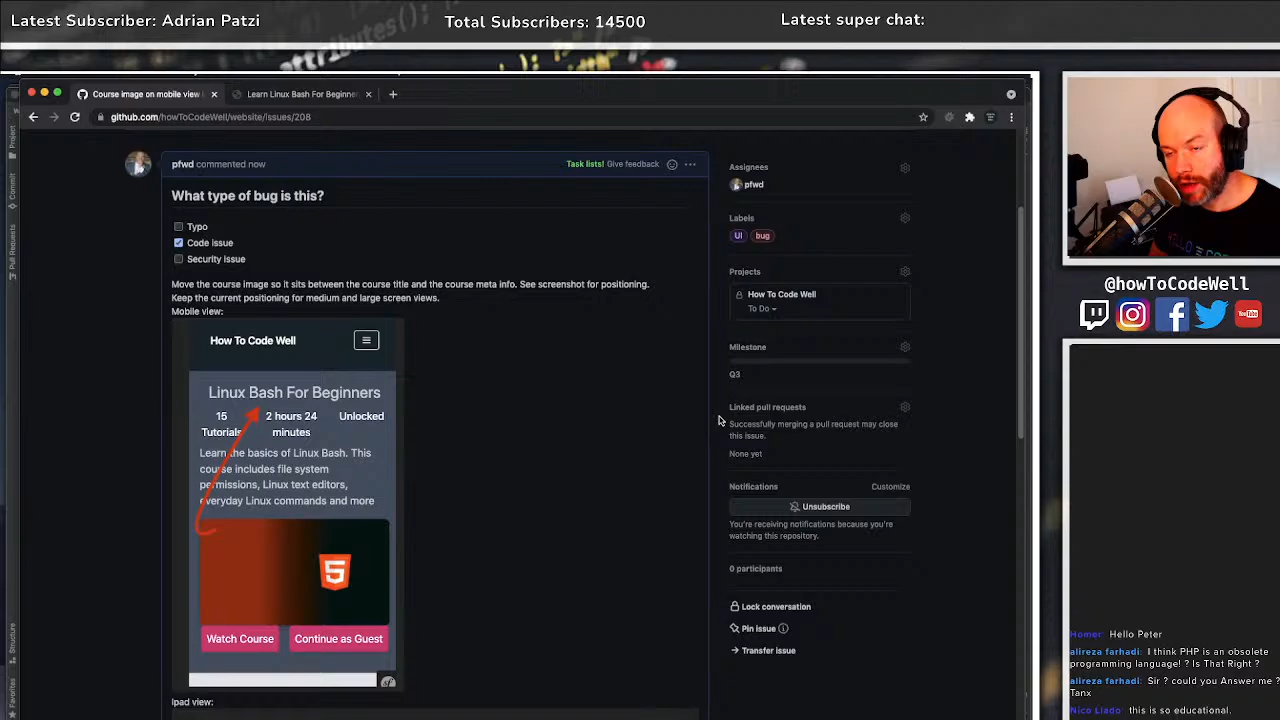 Latest Subscriber: Adrian Patzi
Total Subscribers: 14500
Latest super chat:
Course image on mobile view
Learn Linux Bash For Beginner
github.com/howToCodeWell/website/issues/208
Project
Commit
Pull Requests
Structure
Favorites
pfwd commented now
Task lists! Give feedback
What type of bug is this?
Typo
Code issue
Security issue
Move the course image so it sits between the course title and the course meta info. See screenshot for positioning.
Keep the current positioning for medium and large screen views.
Mobile view:
How To Code Well
Linux Bash For Beginners
15 Tutorials
2 hours 24 minutes
Unlocked
Learn the basics of Linux Bash. This
course includes file system
permissions, Linux text editors,
everyday Linux commands and more
5
Watch Course
Continue as Guest
sf
Ipad view:
Assignees
pfwd
Labels
UI
bug
Projects
How To Code Well
To Do
Milestone
Q3
Linked pull requests
Successfully merging a pull request may close
this issue.
None yet
Notifications
Customize
Unsubscribe
You're receiving notifications because you're
watching this repository.
0 participants
Lock conversation
Pin issue
Transfer issue
@howToCodeWell
YouTube
Homer: Hello Peter
alireza farhadi: I think PHP is an obsolete
programming language! ? Is That Right ?
alireza farhadi: Sir ? could you Answer me ?
Tanx
Nico Llado: this is so educational.